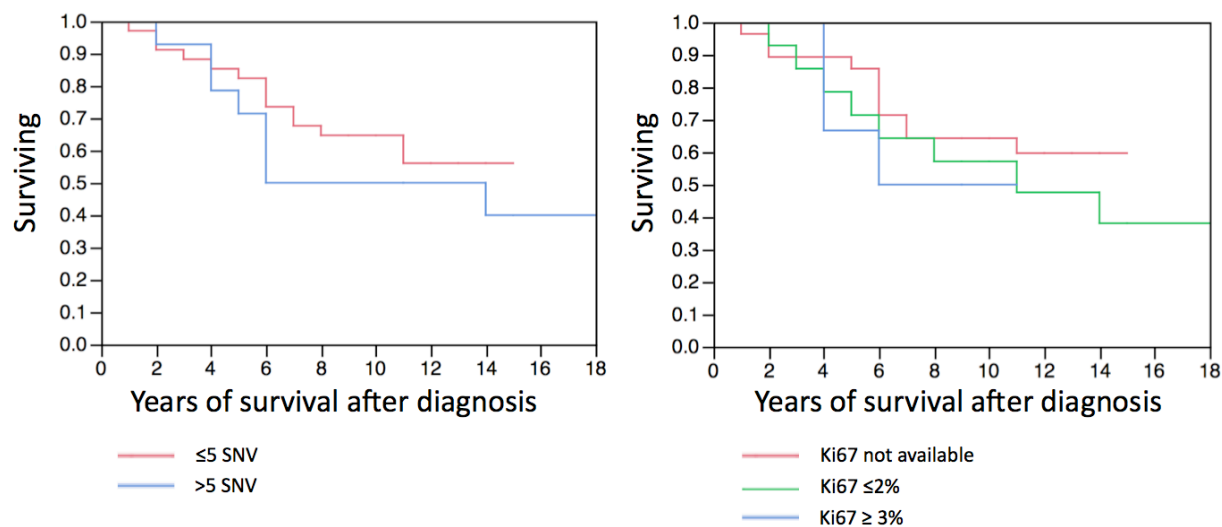 1.0
0.9
0.8
0.7
0.6
0.5
0.4
0.3
0.2
0.1
0.0
Surviving
0 2 4 6 8 10 12 14 16 18
Years of survival after diagnosis
≤5 SNV
>5 SNV
1.0
0.9
0.8
0.7
0.6
0.5
0.4
0.3
0.2
0.1
0.0
Surviving
0 2 4 6 8 10 12 14 16 18
Years of survival after diagnosis
Ki67 not available
Ki67 ≤2%
Ki67 ≥ 3%